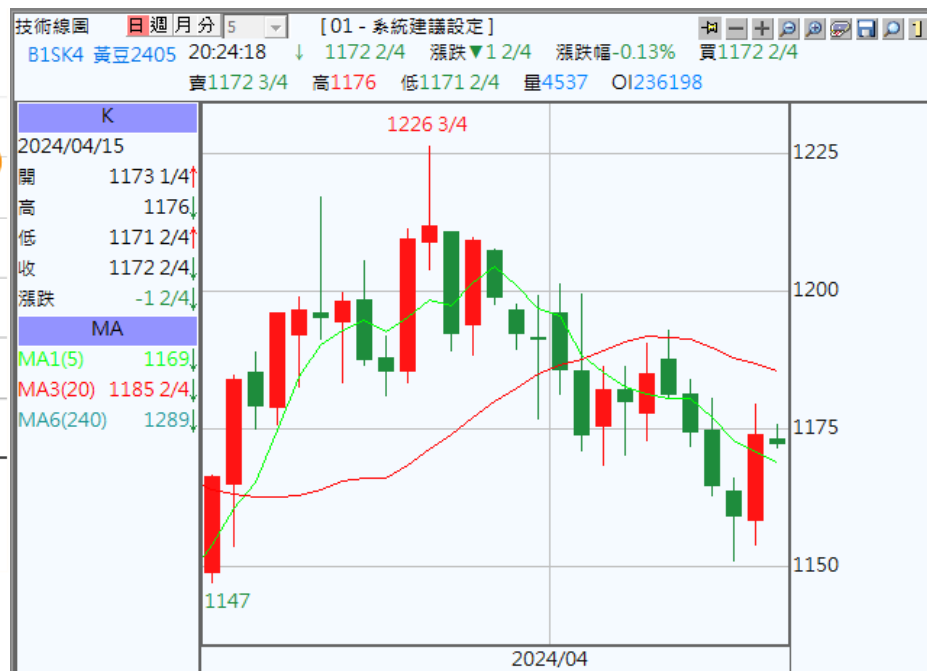 技術線圖 日 週 月 分 5 [ 01 - 系統建議設定 ]
B1SK4 黃豆2405 20:24:18 ↓ 1172 2/4 漲跌▼1 2/4 漲跌幅-0.13% 買1172 2/4
賣1172 3/4 高1176 低1171 2/4 量4537 OI236198
K
2024/04/15
開 1173 1/4↑
高 1176↓
低 1171 2/4↑
收 1172 2/4↓
漲跌 -1 2/4↓
MA
MA1(5) 1169↓
MA3(20) 1185 2/4↓
MA6(240) 1289↓
1226 3/4
1225
1200
1175
1150
1147
2024/04